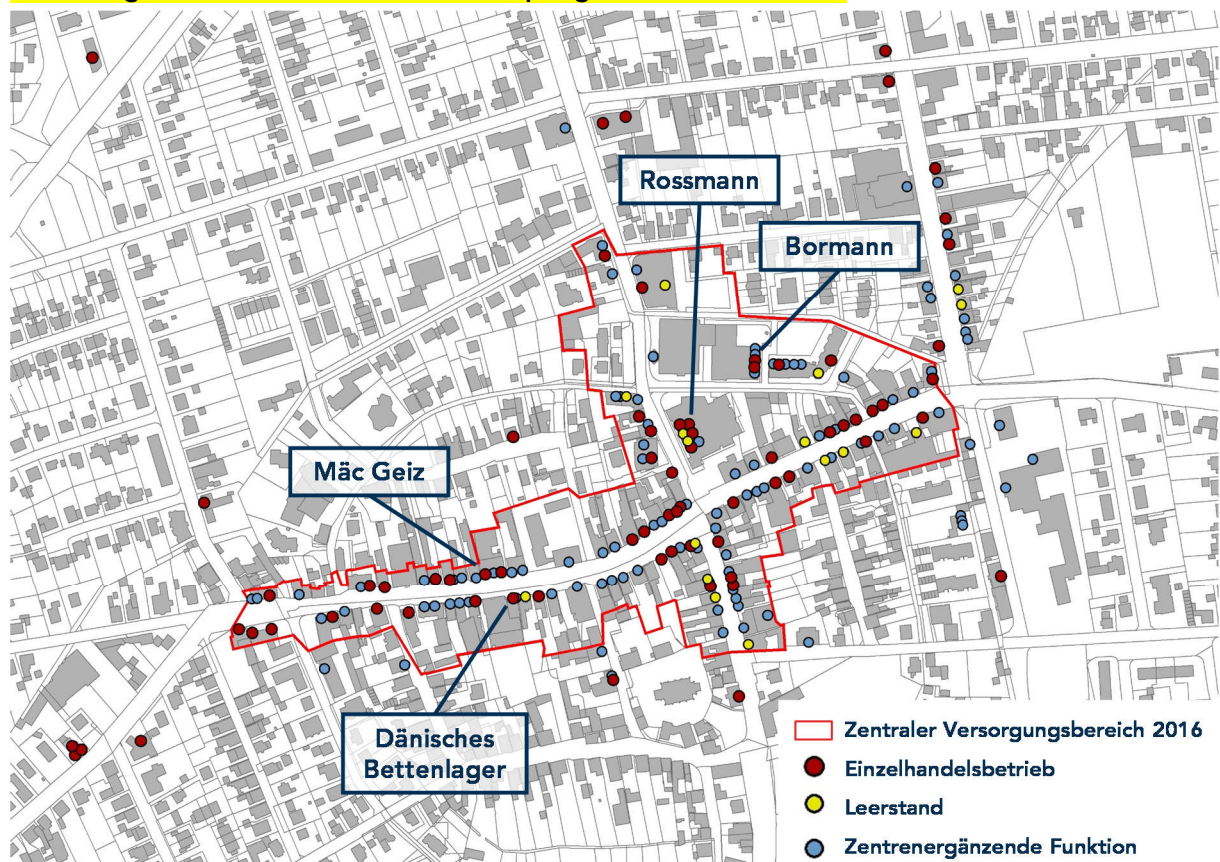 Rossmann
Bormann
Mäc Geiz
Dänisches
Bettenlager
Zentraler Versorgungsbereich 2016
Einzelhandelsbetrieb
Leerstand
Zentrenergänzende Funktion